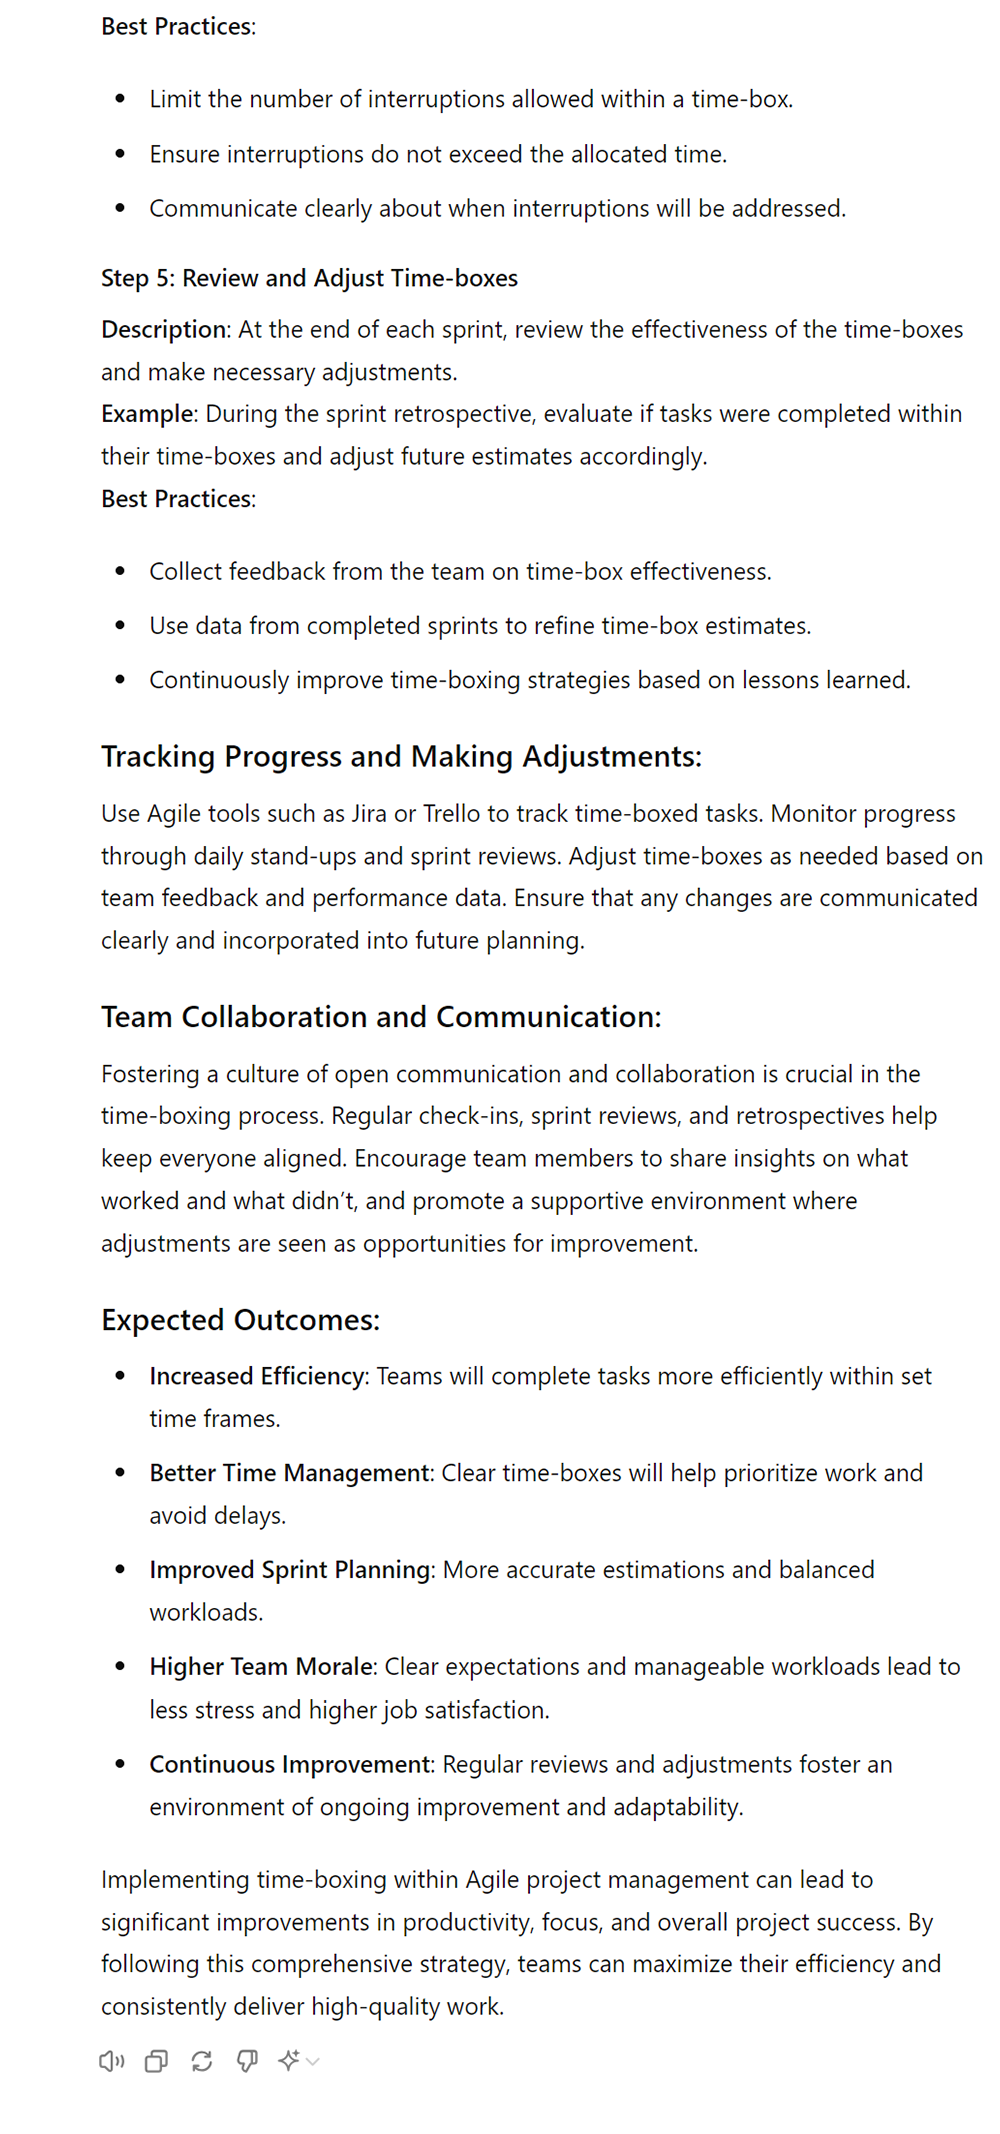 Best Practices:
Limit the number of interruptions allowed within a time-box.
Ensure interruptions do not exceed the allocated time.
Communicate clearly about when interruptions will be addressed.
Step 5: Review and Adjust Time-boxes
Description: At the end of each sprint, review the effectiveness of the time-boxes
and make necessary adjustments.
Example: During the sprint retrospective, evaluate if tasks were completed within
their time-boxes and adjust future estimates accordingly.
Best Practices:
Collect feedback from the team on time-box effectiveness.
Use data from completed sprints to refine time-box estimates.
Continuously improve time-boxing strategies based on lessons learned.
Tracking Progress and Making Adjustments:
Use Agile tools such as Jira or Trello to track time-boxed tasks. Monitor progress
through daily stand-ups and sprint reviews. Adjust time-boxes as needed based on
team feedback and performance data. Ensure that any changes are communicated
clearly and incorporated into future planning.
Team Collaboration and Communication:
Fostering a culture of open communication and collaboration is crucial in the
time-boxing process. Regular check-ins, sprint reviews, and retrospectives help
keep everyone aligned. Encourage team members to share insights on what
worked and what didn’t, and promote a supportive environment where
adjustments are seen as opportunities for improvement.
Expected Outcomes:
Increased Efficiency: Teams will complete tasks more efficiently within set
time frames.
Better Time Management: Clear time-boxes will help prioritize work and
avoid delays.
Improved Sprint Planning: More accurate estimations and balanced
workloads.
Higher Team Morale: Clear expectations and manageable workloads lead to
less stress and higher job satisfaction.
Continuous Improvement: Regular reviews and adjustments foster an
environment of ongoing improvement and adaptability.
Implementing time-boxing within Agile project management can lead to
significant improvements in productivity, focus, and overall project success. By
following this comprehensive strategy, teams can maximize their efficiency and
consistently deliver high-quality work.